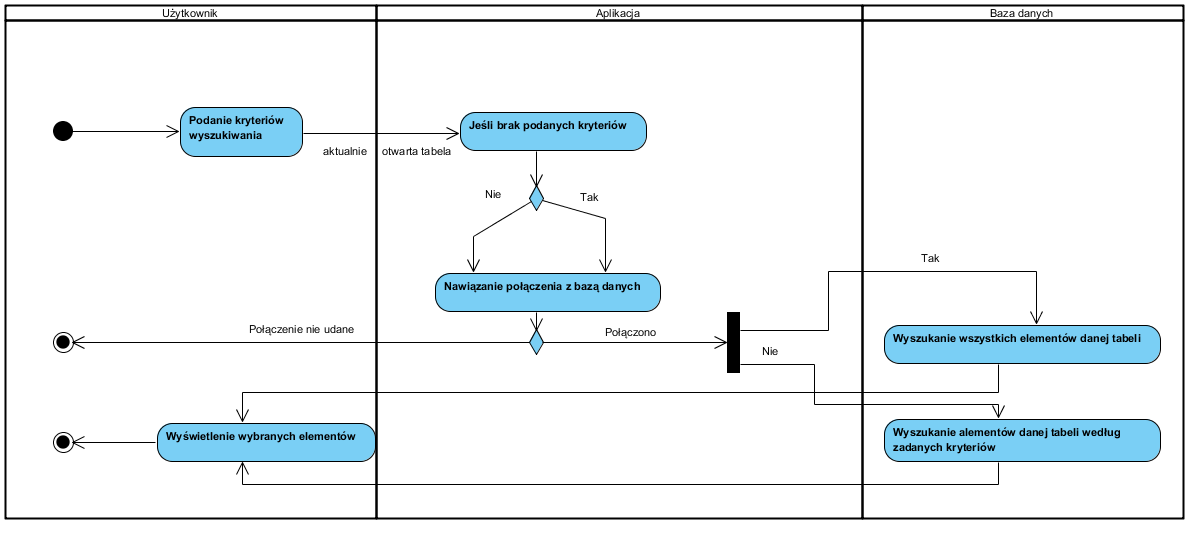 Użytkownik
Aplikacja
Baza danych
Podanie kryteriów
wyszukiwania
aktualnie
otwarta tabela
Jeśli brak podanych kryteriów
Nie
Tak
Nawiązanie połączenia z bazą danych
Połączenie nie udane
Połączono
Tak
Nie
Wyszukanie wszystkich elementów danej tabeli
Wyświetlenie wybranych elementów
Wyszukanie alementów danej tabeli według
zadanych kryteriów